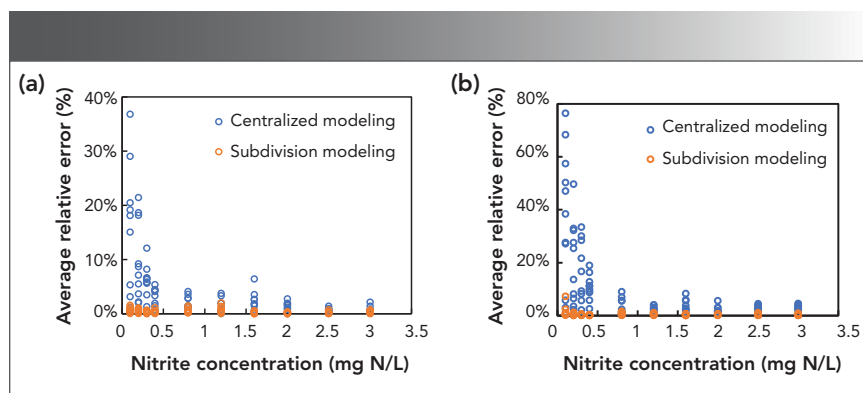 (a)
Average relative error (%)
40%
30%
20%
10%
0%
Centralized modeling
Subdivision modeling
0 0.5 1 1.5 2 2.5 3 3.5
Nitrite concentration (mg N/L)
(b)
Average relative error (%)
80%
60%
40%
20%
0%
Centralized modeling
Subdivision modeling
0 0.5 1 1.5 2 2.5 3 3.5
Nitrite concentration (mg N/L)